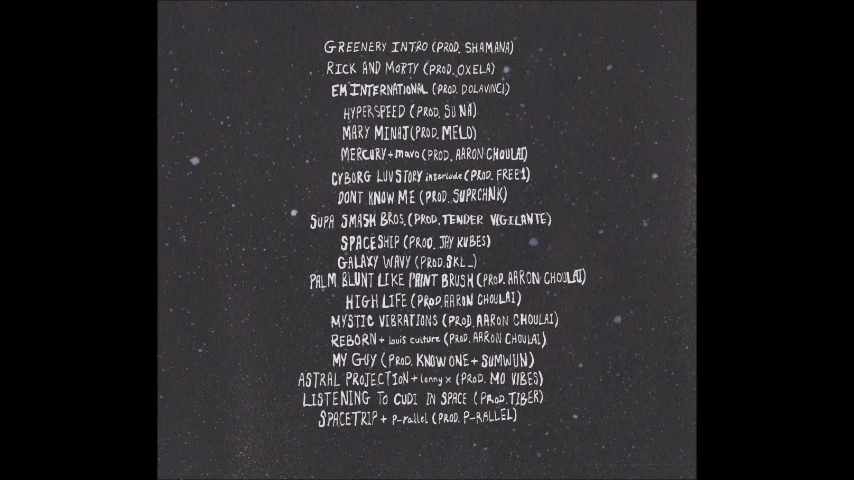 GREENERY INTRO (PROD. SHAMANA)
RICK AND MORTY (PROD. OXELA)
EM INTERNATIONAL (PROD. DOLAVINCI)
HYPERSPEED (PROD. SU NA)
MARY MINAJ (PROD. MELO)
MERCURY + mavo (PROD. AARON CHOULAI)
CYBORG LUV STORY interlude (PROD. FREE1)
DONT KNOW ME (PROD. SUPRCHNK)
SUPA SMASH BROS. (PROD. TENDER VIGILANTE)
SPACESHIP (PROD. JAY KUBES)
GALAXY WAVY (PROD. SKL_)
PALM BLUNT LIKE PAINT BRUSH (PROD. AARON CHOULAI)
HIGH LIFE (PROD. AARON CHOULAI)
MYSTIC VIBRATIONS (PROD. AARON CHOULAI)
REBORN + louis culture (PROD. AARON CHOULAI)
MY GUY (PROD. KNOW ONE + SUMWUN)
ASTRAL PROJECTION + lonny x (PROD. MO VIBES)
LISTENING TO CUDI IN SPACE (PROD. TIBER)
SPACETRIP + p-rallel (PROD. P-RALLEL)